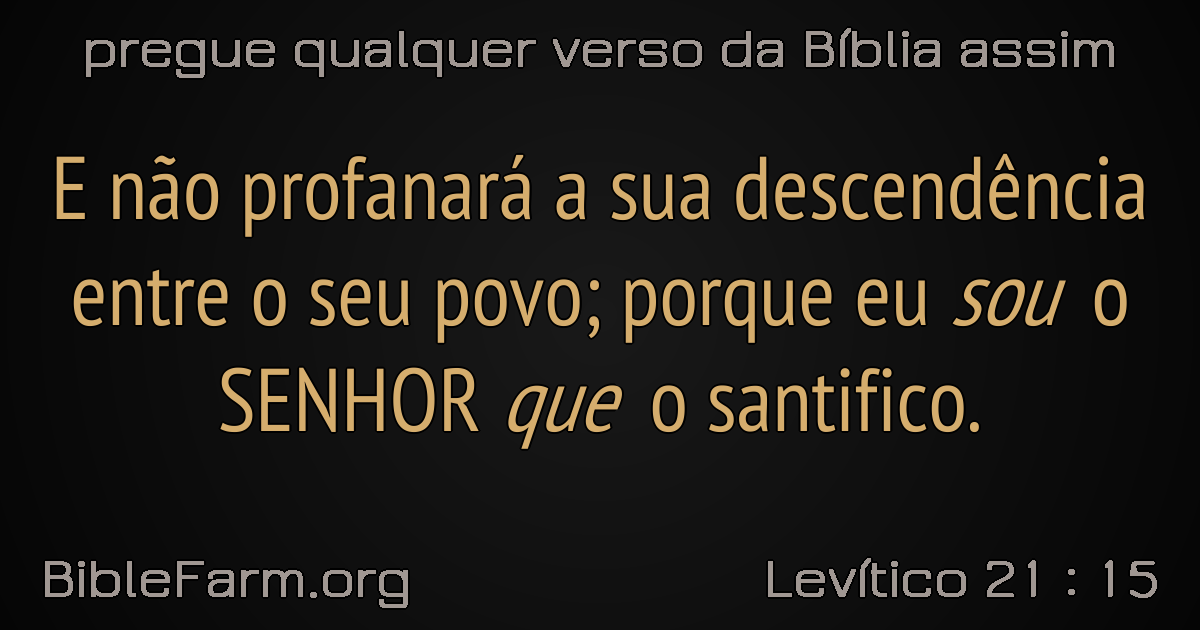 pregue qualquer verso da Bíblia assim
E não profanará a sua descendência
entre o seu povo; porque eu sou o
SENHOR que o santifico.
BibleFarm.org
Levítico 21 : 15